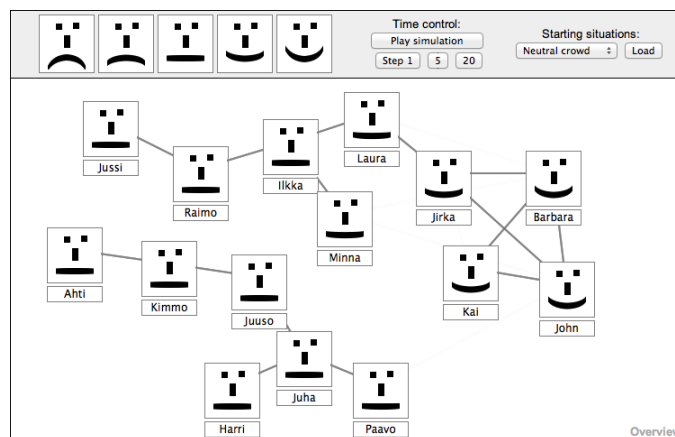 Time control:
Play simulation
Step 1
5
20
Starting situations:
Neutral crowd
Load
Jussi
Raimo
Ilkka
Laura
Minna
Jirka
Barbara
Ahti
Kimmo
Juuso
Kai
John
Harri
Juha
Paavo
Overview